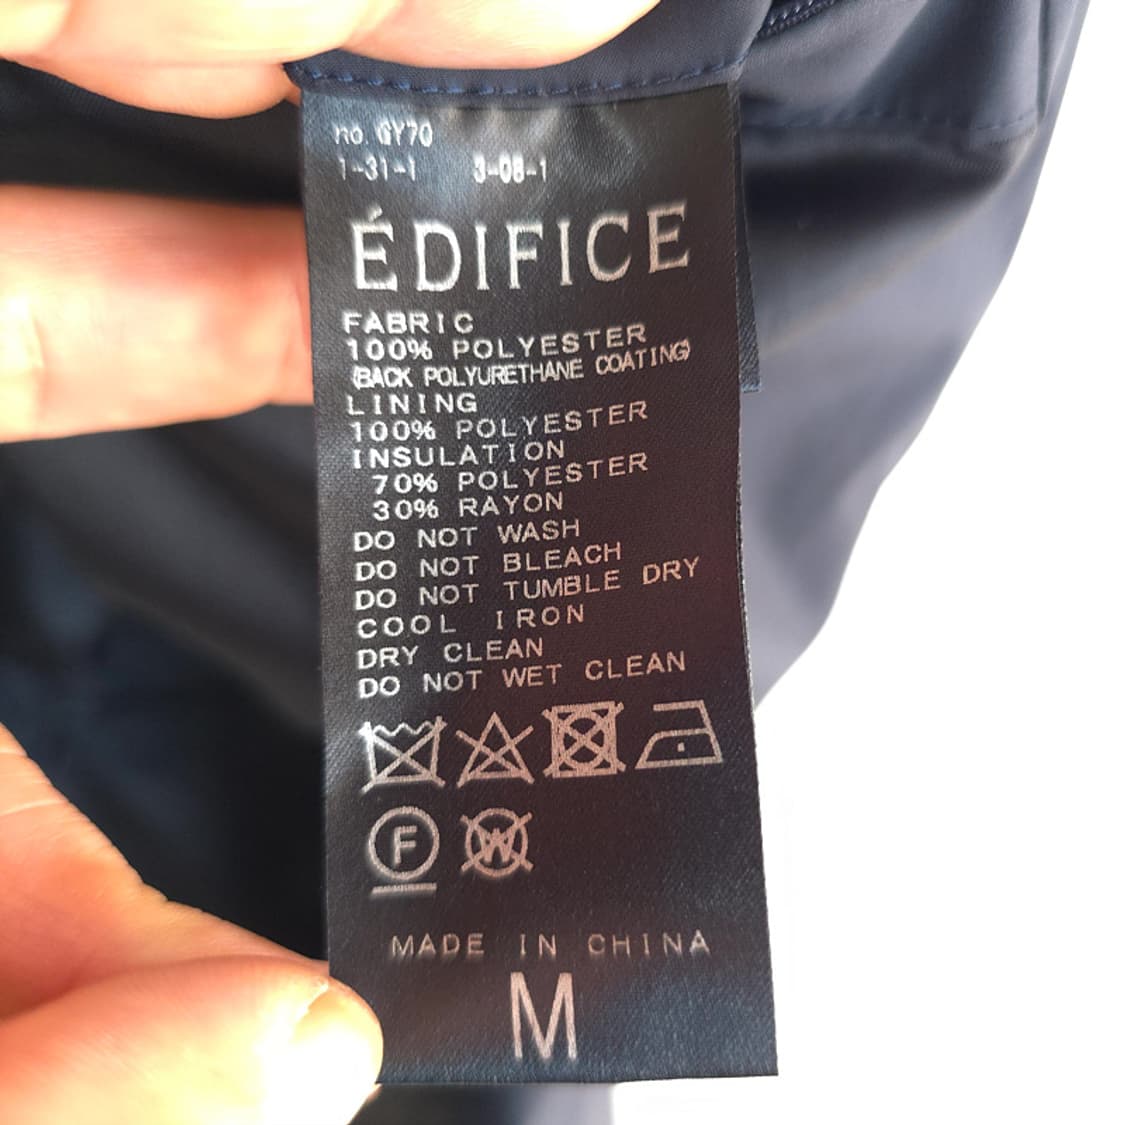 no. GY70
1-31-1 3-08-1
ÉDIFICE
FABRIC
100% POLYESTER
(BACK POLYURETHANE COATING)
LINING
100% POLYESTER
INSULATION
70% POLYESTER
30% RAYON
DO NOT WASH
DO NOT BLEACH
DO NOT TUMBLE DRY
COOL IRON
DRY CLEAN
DO NOT WET CLEAN
F W
MADE IN CHINA
M